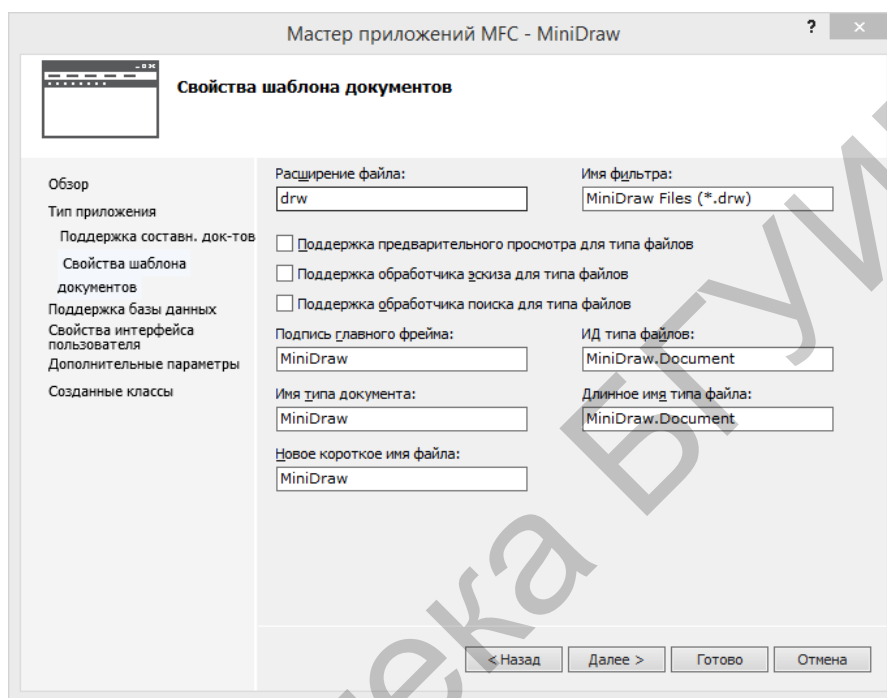 Мастер приложений MFC - MiniDraw
?
×
Свойства шаблона документов
Обзор
Тип приложения
Поддержка составн. док-тов
Свойства шаблона
документов
Поддержка базы данных
Свойства интерфейса
пользователя
Дополнительные параметры
Созданные классы
Расширение файла:
Имя фильтра:
drw
MiniDraw Files (*.drw)
Поддержка предварительного просмотра для типа файлов
Поддержка обработчика эскиза для типа файлов
Поддержка обработчика поиска для типа файлов
Подпись главного фрейма:
ИД типа файлов:
MiniDraw
MiniDraw.Document
Имя типа документа:
Длинное имя типа файла:
MiniDraw
MiniDraw.Document
Новое короткое имя файла:
MiniDraw
< Назад
Далее >
Готово
Отмена